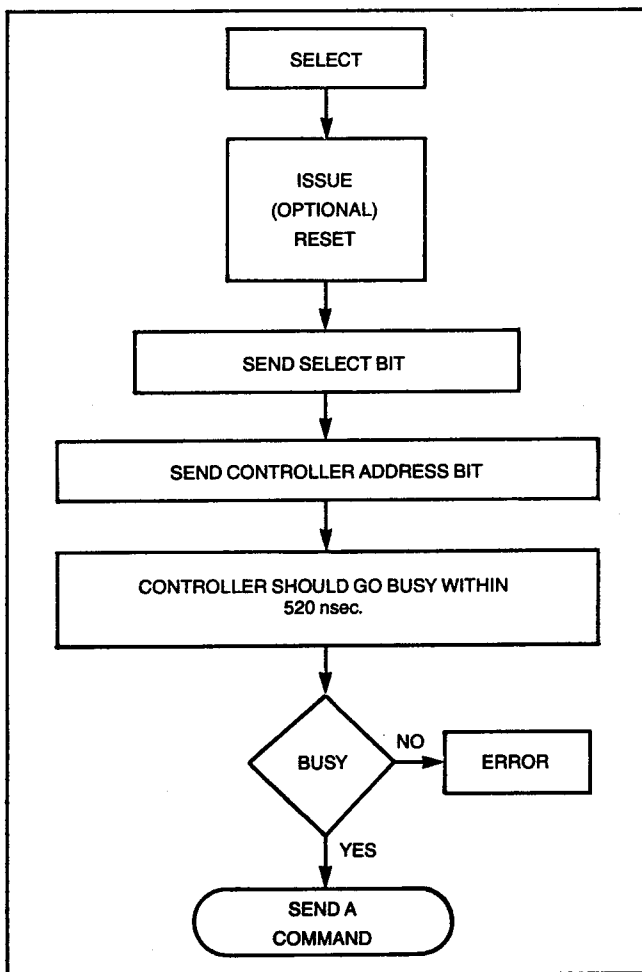 SELECT
ISSUE
(OPTIONAL)
RESET
SEND SELECT BIT
SEND CONTROLLER ADDRESS BIT
CONTROLLER SHOULD GO BUSY WITHIN
520 nsec.
BUSY
NO
ERROR
YES
SEND A
COMMAND